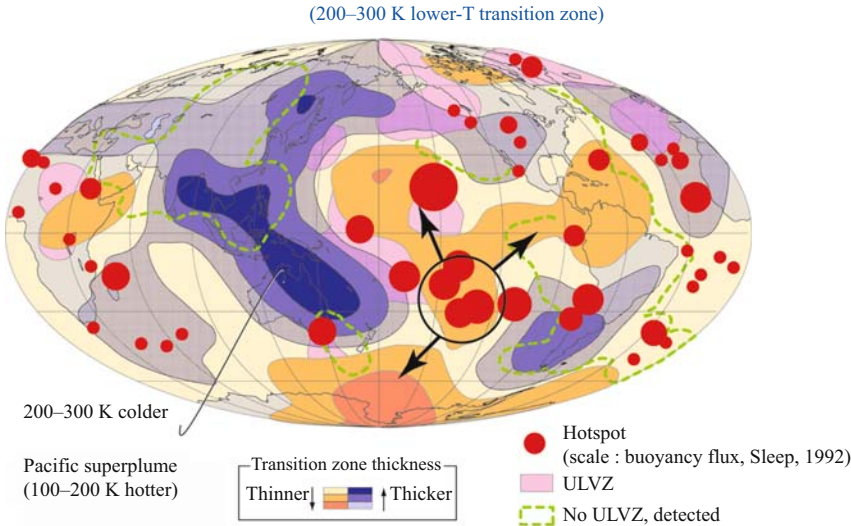 (200–300 K lower-T transition zone)
200–300 K colder
Pacific superplume
(100–200 K hotter)
Transition zone thickness
Thinner
Thicker
Hotspot
(scale : buoyancy flux, Sleep, 1992)
ULVZ
No ULVZ, detected